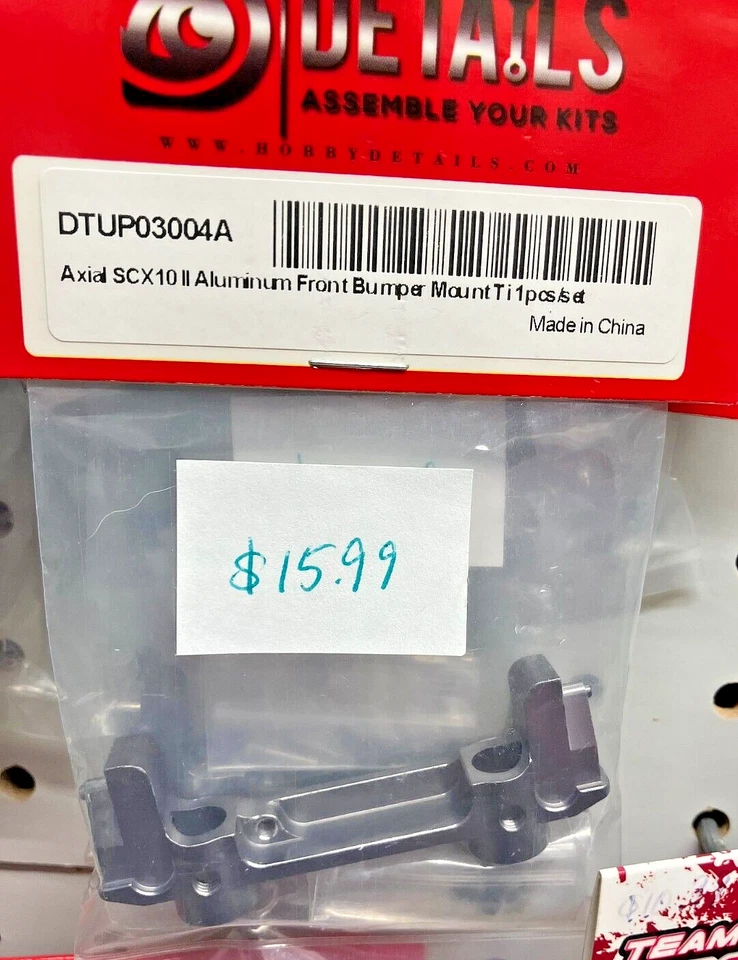 DETAILS
ASSEMBLE YOUR KITS
WWW.HOBBYDETAILS.COM
DTUP03004A
Axial SCX10 II Aluminum Front Bumper Mount Ti 1pcs/set
Made in China
$15.99
TEAM